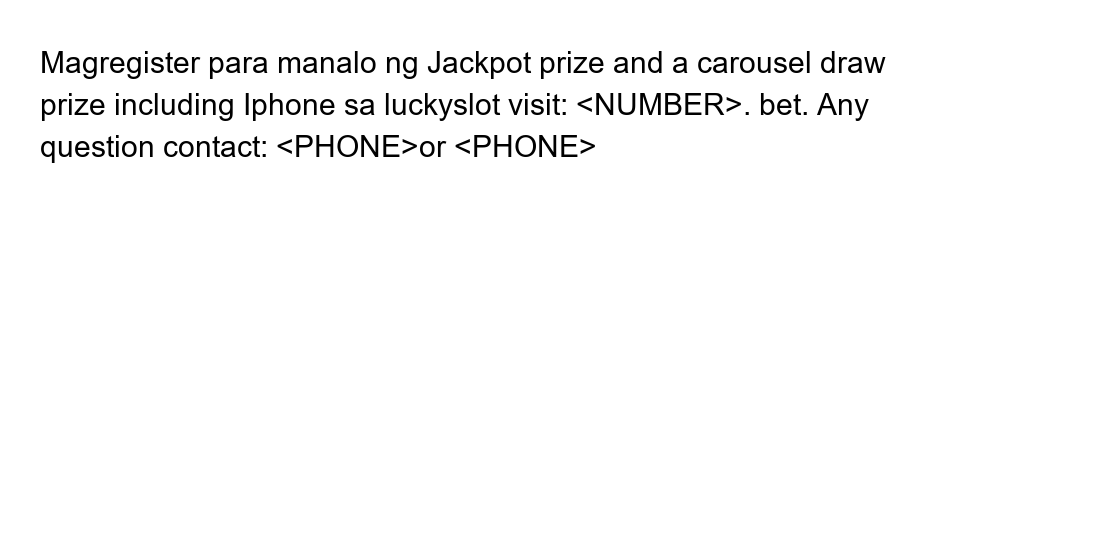 Magregister para manalo ng Jackpot prize and a carousel draw
prize including Iphone sa luckyslot visit: <NUMBER>. bet. Any
question contact: <PHONE>or <PHONE>